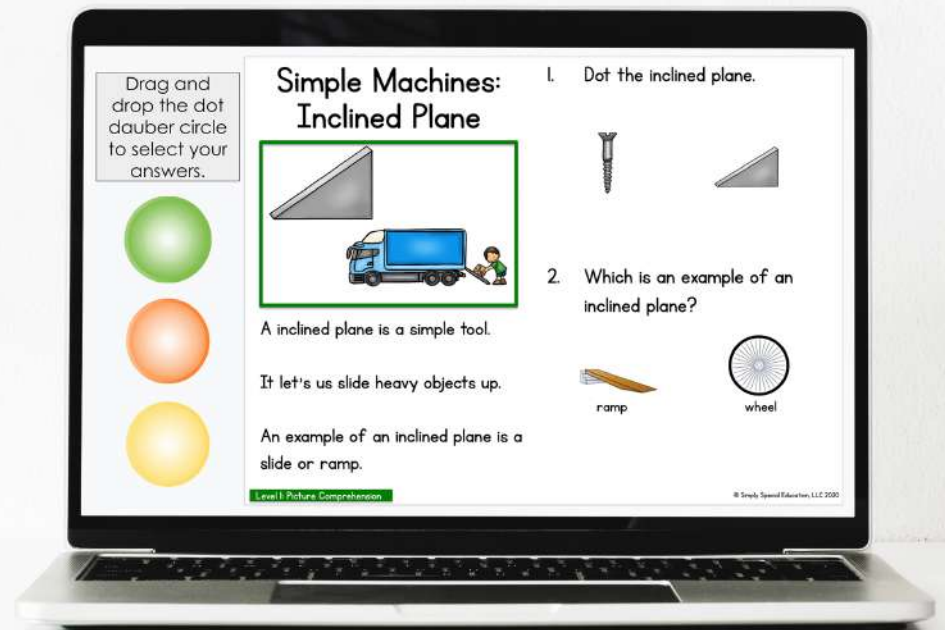 Drag and
drop the dot
dauber circle
to select your
answers.
Simple Machines:
Inclined Plane
A inclined plane is a simple tool.
It let's us slide heavy objects up.
An example of an inclined plane is a
slide or ramp.
Level 1: Picture Comprehension
1. Dot the inclined plane.
2. Which is an example of an
inclined plane?
ramp
wheel
© Simply Special Education, LLC 2020